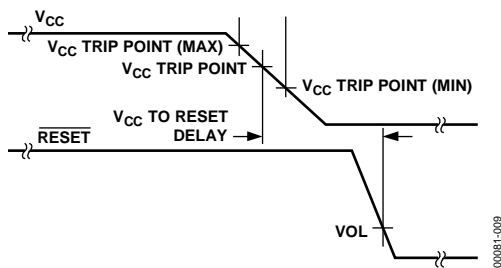 VCC
VCC TRIP POINT (MAX)
VCC TRIP POINT
VCC TRIP POINT (MIN)
VCC TO RESET
DELAY
RESET
VOL
00081-009